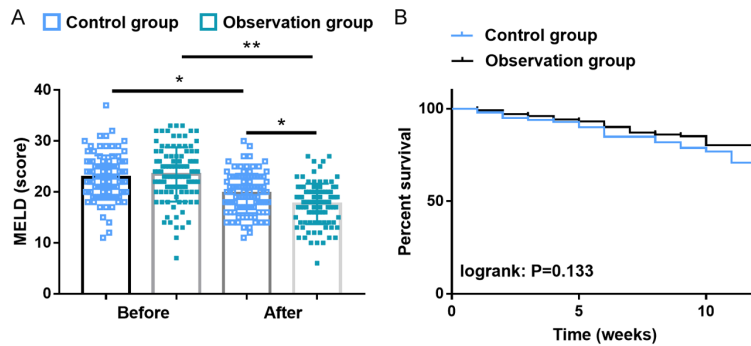 A
Control group
Observation group
**
*
*
40
30
20
10
0
MELD (score)
Before
After
B
Control group
Observation group
100
50
0
Percent survival
logrank: P=0.133
0
5
10
Time (weeks)